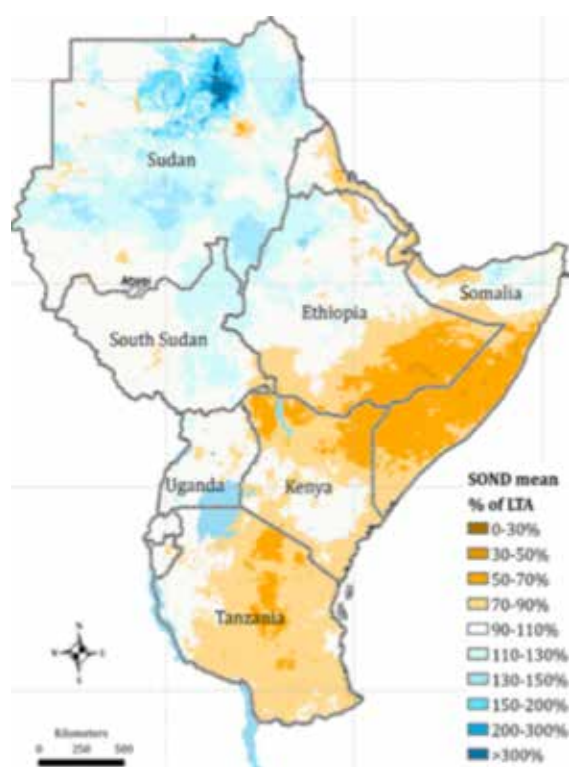 Sudan
Abyei
South Sudan
Ethiopia
Somalia
Uganda
Kenya
Tanzania
SOND mean
% of LTA
0-30%
30-50%
50-70%
70-90%
90-110%
110-130%
130-150%
150-200%
200-300%
>300%
N
W E
S
Kilometers
0 250 500